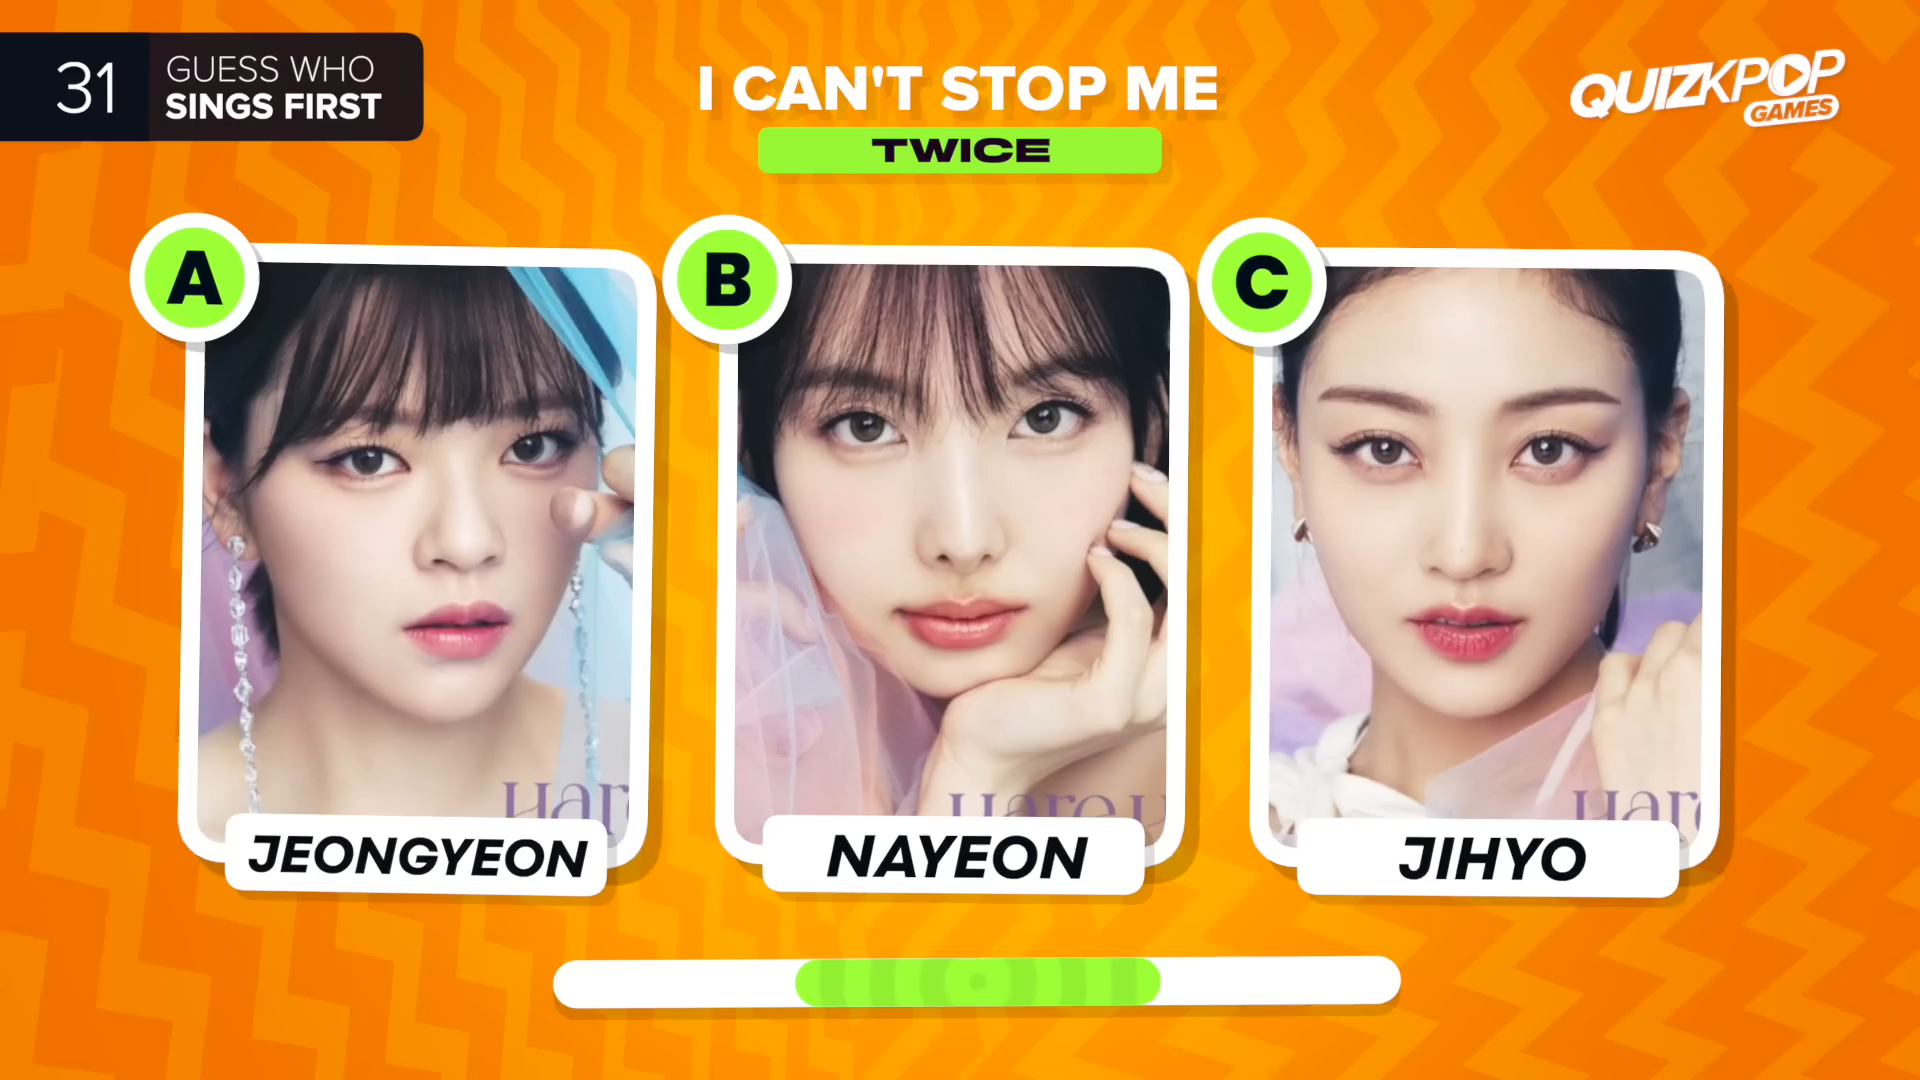 31
GUESS WHO
SINGS FIRST
I CAN'T STOP ME
TWICE
QUIZKPOP
GAMES
A
B
C
JEONGYEON
NAYEON
JIHYO